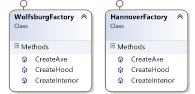 WolfsburgFactory
Class
Methods
CreateAxe
CreateHood
CreateInterior
HannoverFactory
Class
Methods
CreateAxe
CreateHood
CreateInterior